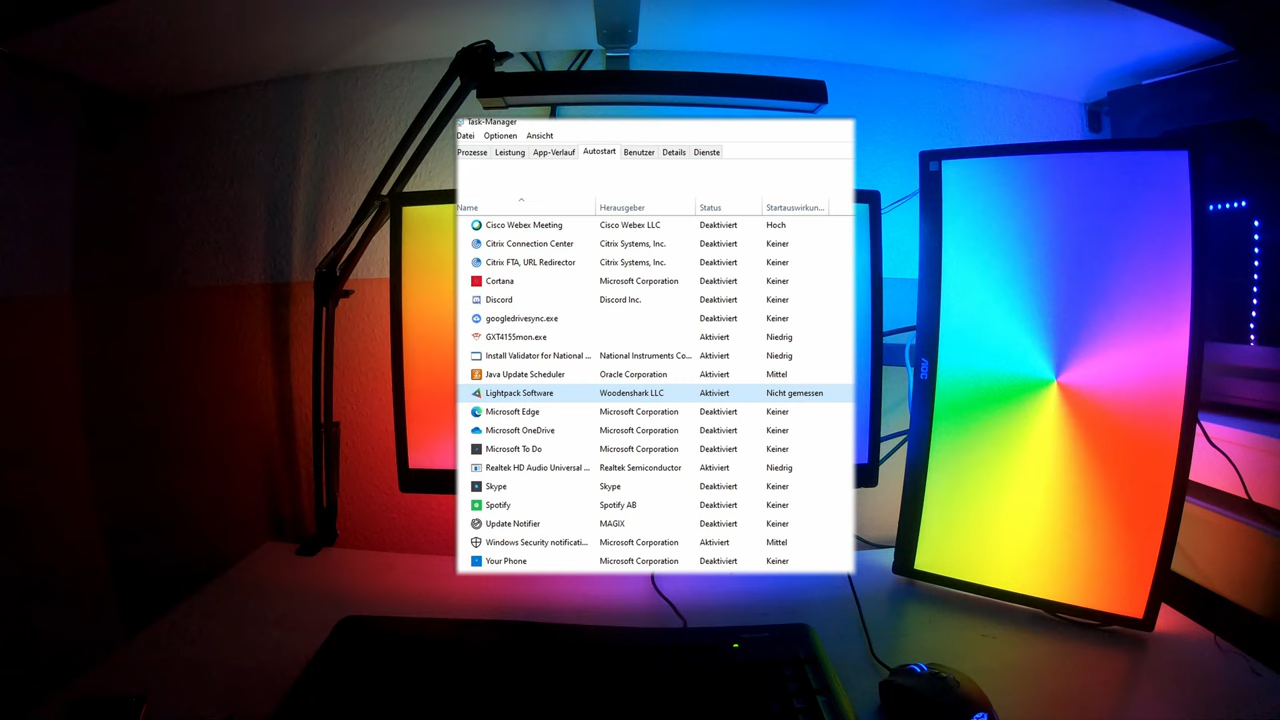 Task-Manager
Datei Optionen Ansicht
Prozesse Leistung App-Verlauf Autostart Benutzer Details Dienste
Name Herausgeber Status Startauswirkun...
Cisco Webex Meeting Cisco Webex LLC Deaktiviert Hoch
Citrix Connection Center Citrix Systems, Inc. Deaktiviert Keiner
Citrix FTA, URL Redirector Citrix Systems, Inc. Deaktiviert Keiner
Cortana Microsoft Corporation Deaktiviert Keiner
Discord Discord Inc. Deaktiviert Keiner
googledrivesync.exe Deaktiviert Keiner
GXT4155mon.exe Aktiviert Niedrig
Install Validator for National ... National Instruments Co... Aktiviert Niedrig
Java Update Scheduler Oracle Corporation Aktiviert Mittel
Lightpack Software Woodenshark LLC Aktiviert Nicht gemessen
Microsoft Edge Microsoft Corporation Deaktiviert Keiner
Microsoft OneDrive Microsoft Corporation Deaktiviert Keiner
Microsoft To Do Microsoft Corporation Deaktiviert Keiner
Realtek HD Audio Universal ... Realtek Semiconductor Aktiviert Niedrig
Skype Skype Deaktiviert Keiner
Spotify Spotify AB Deaktiviert Keiner
Update Notifier MAGIX Deaktiviert Keiner
Windows Security notificati... Microsoft Corporation Aktiviert Mittel
Your Phone Microsoft Corporation Deaktiviert Keiner
AOC